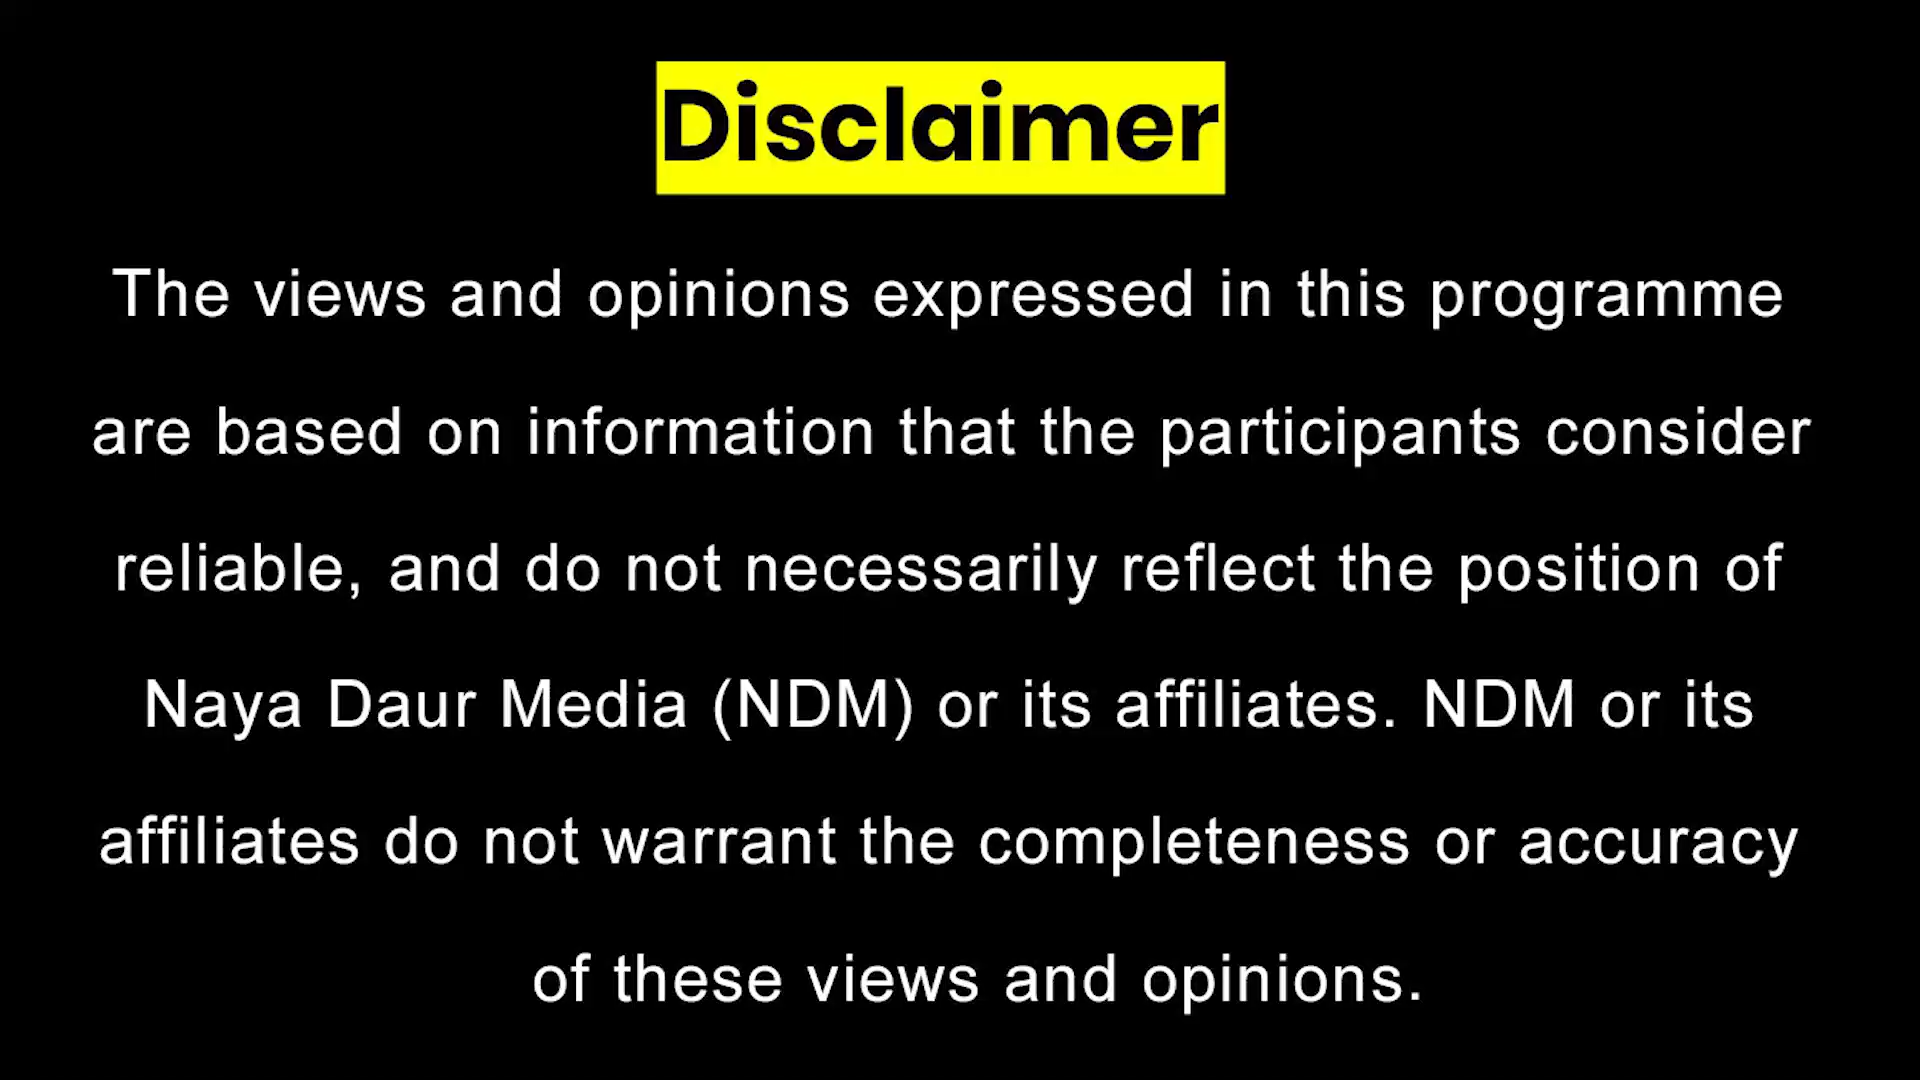 Disclaimer
The views and opinions expressed in this programme
are based on information that the participants consider
reliable, and do not necessarily reflect the position of
Naya Daur Media (NDM) or its affiliates. NDM or its
affiliates do not warrant the completeness or accuracy
of these views and opinions.